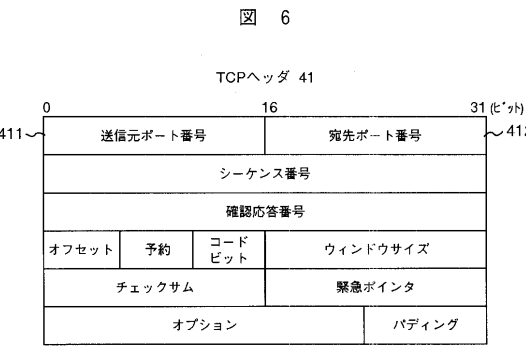 図 6
TCPヘッダ 41
0 16 31 (ビット)
411 送信元ポート番号 宛先ポート番号 412
シーケンス番号
確認応答番号
オフセット 予約 コード ビット ウィンドウサイズ
チェックサム 緊急ポインタ
オプション パディング